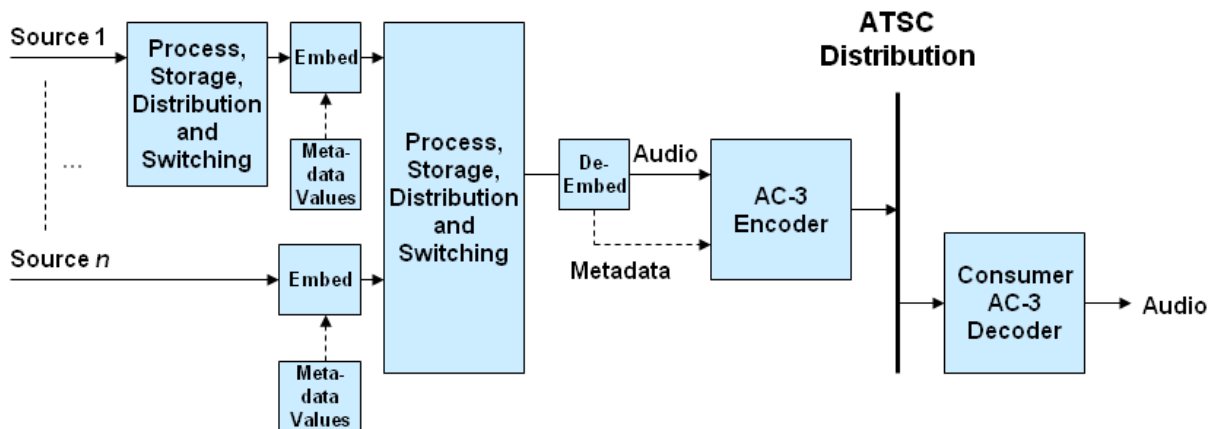 Source 1
Process,
Storage,
Distribution
and
Switching
Embed
Meta-
data
Values
...
Source n
Embed
Meta-
data
Values
Process,
Storage,
Distribution
and
Switching
De-
Embed
Audio
Metadata
AC-3
Encoder
ATSC
Distribution
Consumer
AC-3
Decoder
Audio